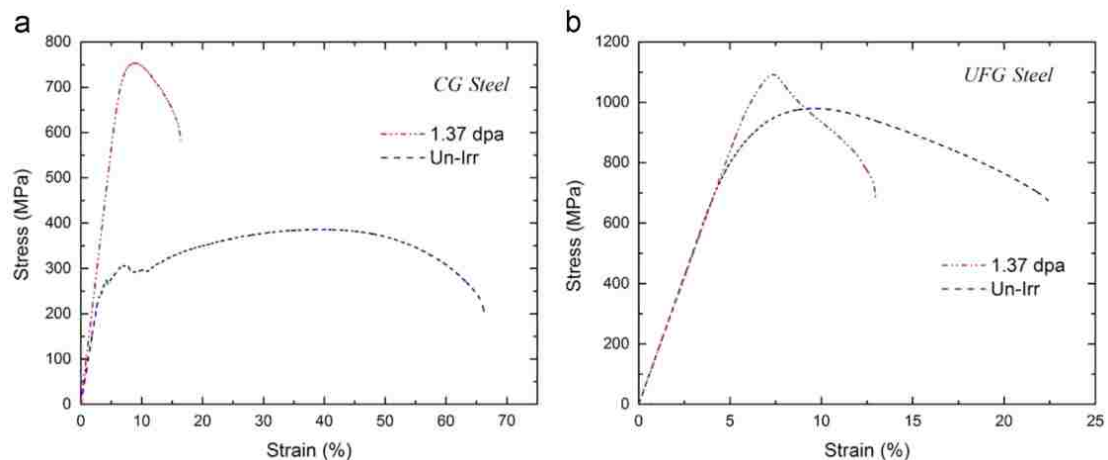 a
800
700
600
500
400
300
200
100
0
Stress (MPa)
CG Steel
1.37 dpa
Un-Irr
0 10 20 30 40 50 60 70
Strain (%)
b
1200
1000
800
600
400
200
0
Stress (MPa)
UFG Steel
1.37 dpa
Un-Irr
0 5 10 15 20 25
Strain (%)